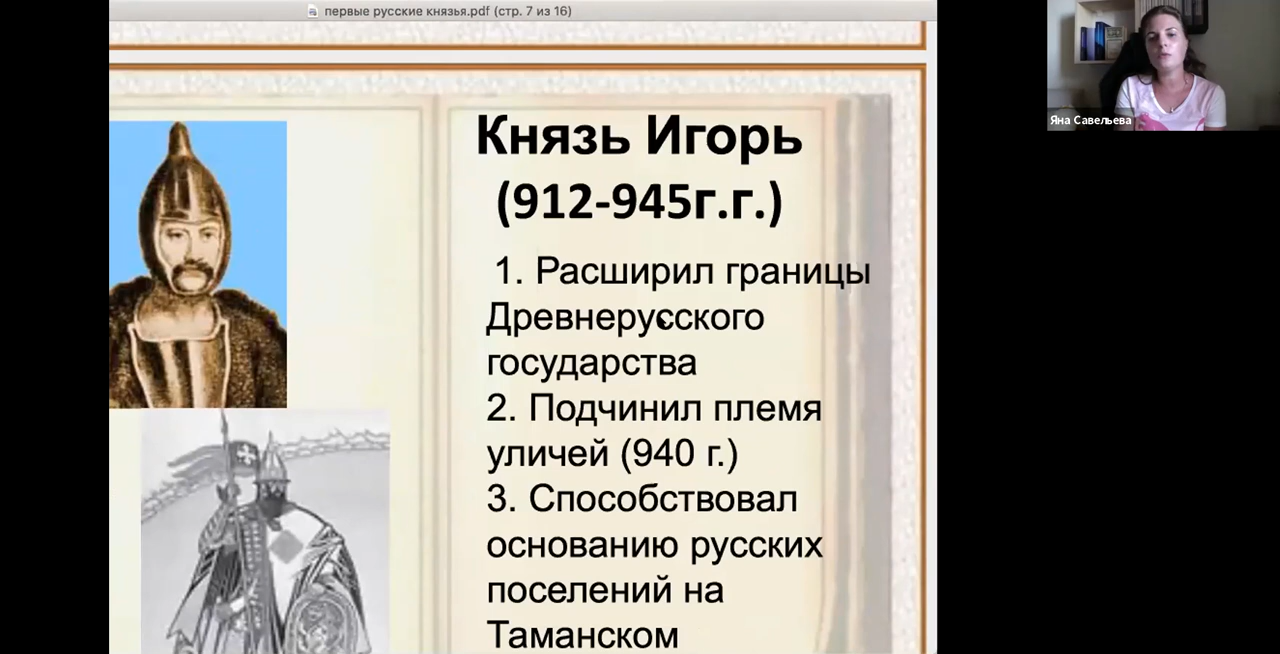 первые русские князья.pdf (стр. 7 из 16)
Яна Савельева
Князь Игорь
(912-945г.г.)
1. Расширил границы
Древнерусского
государства
2. Подчинил племя
уличей (940 г.)
3. Способствовал
основанию русских
поселений на
Таманском